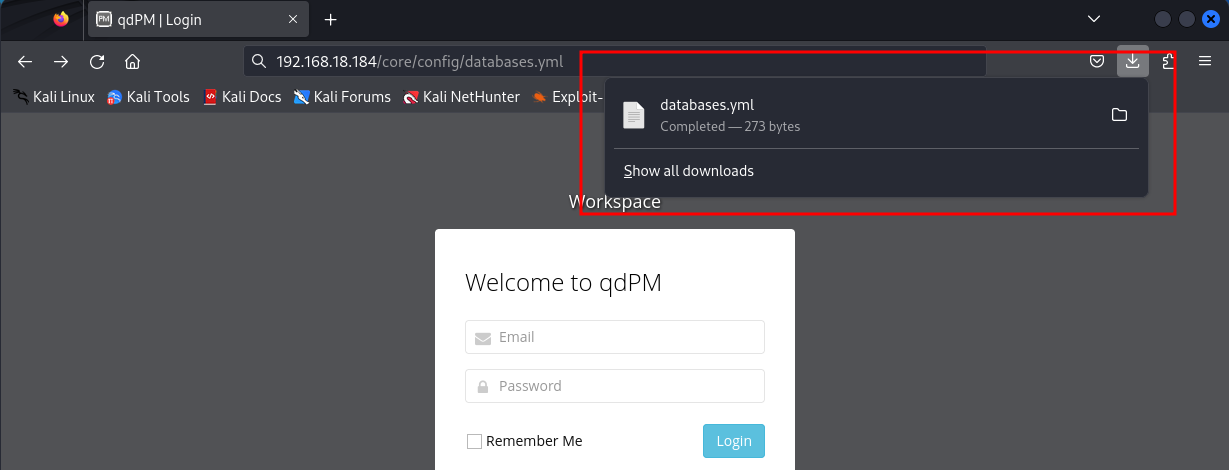 PM qdPM | Login
192.168.18.184/core/config/databases.yml
Kali Linux Kali Tools Kali Docs Kali Forums Kali NetHunter Exploit-
databases.yml
Completed — 273 bytes
Show all downloads
Workspace
Welcome to qdPM
Email
Password
Remember Me Login